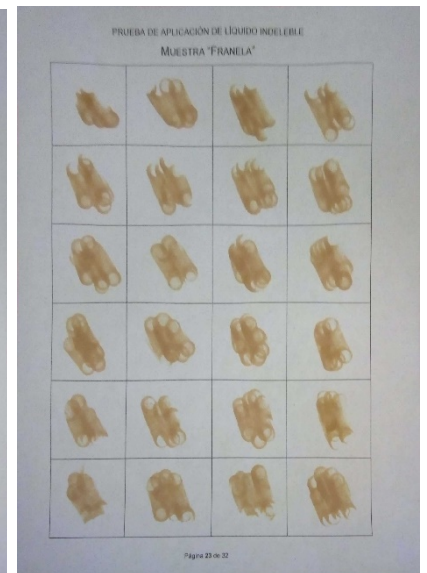 PRUEBA DE APLICACIÓN DE LÍQUIDO INDELEBLE
MUESTRA "FRANELA"
Página 23 de 32